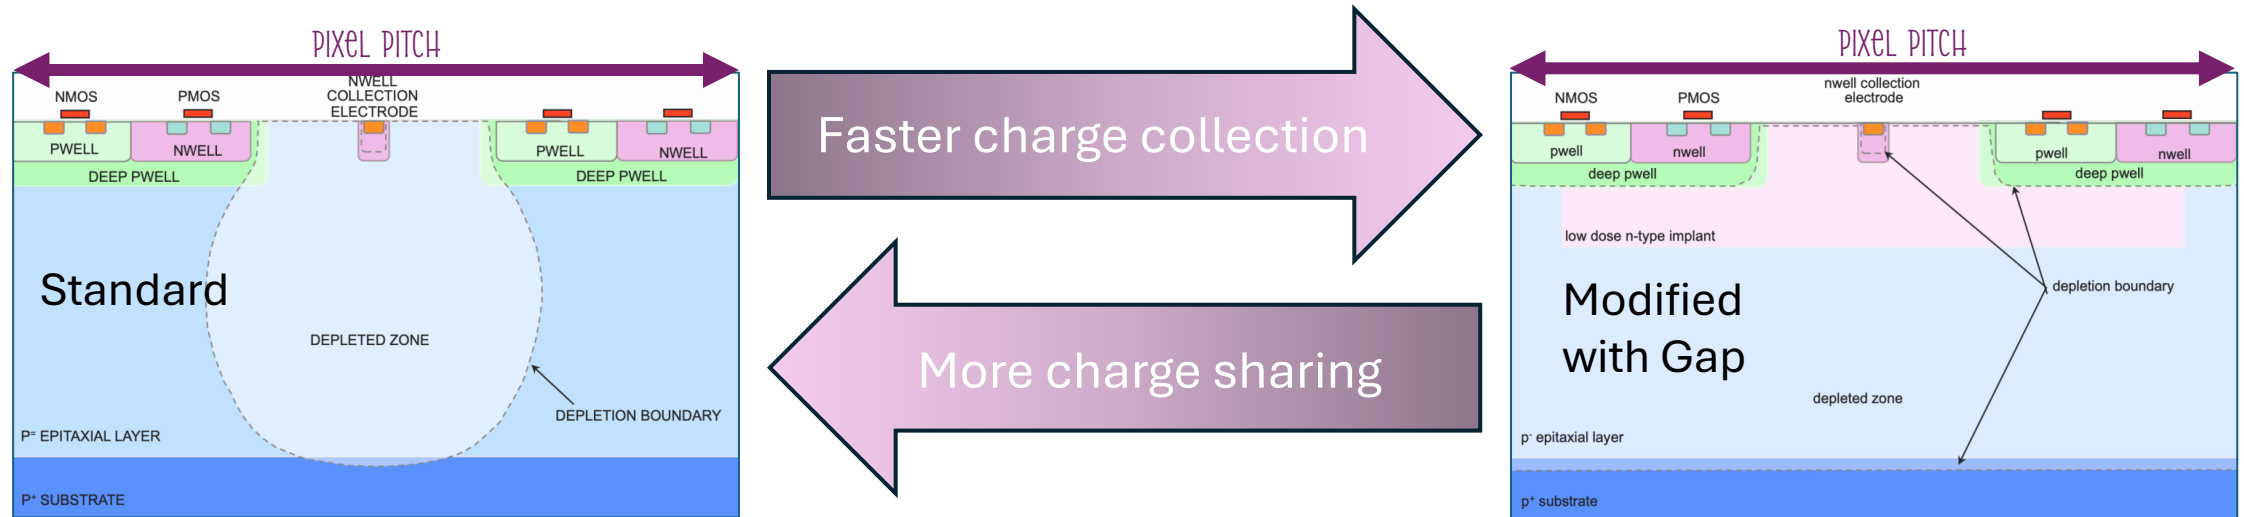 PIXEL PITCH
NMOS
PMOS
NWELL
COLLECTION
ELECTRODE
PWELL
NWELL
PWELL
NWELL
DEEP PWELL
DEEP PWELL
Standard
DEPLETED ZONE
DEPLETION BOUNDARY
P= EPITAXIAL LAYER
P+ SUBSTRATE
Faster charge collection
More charge sharing
PIXEL PITCH
nwell collection
electrode
NMOS
PMOS
pwell
nwell
pwell
nwell
deep pwell
deep pwell
low dose n-type implant
depletion boundary
Modified
with Gap
depleted zone
p- epitaxial layer
p+ substrate